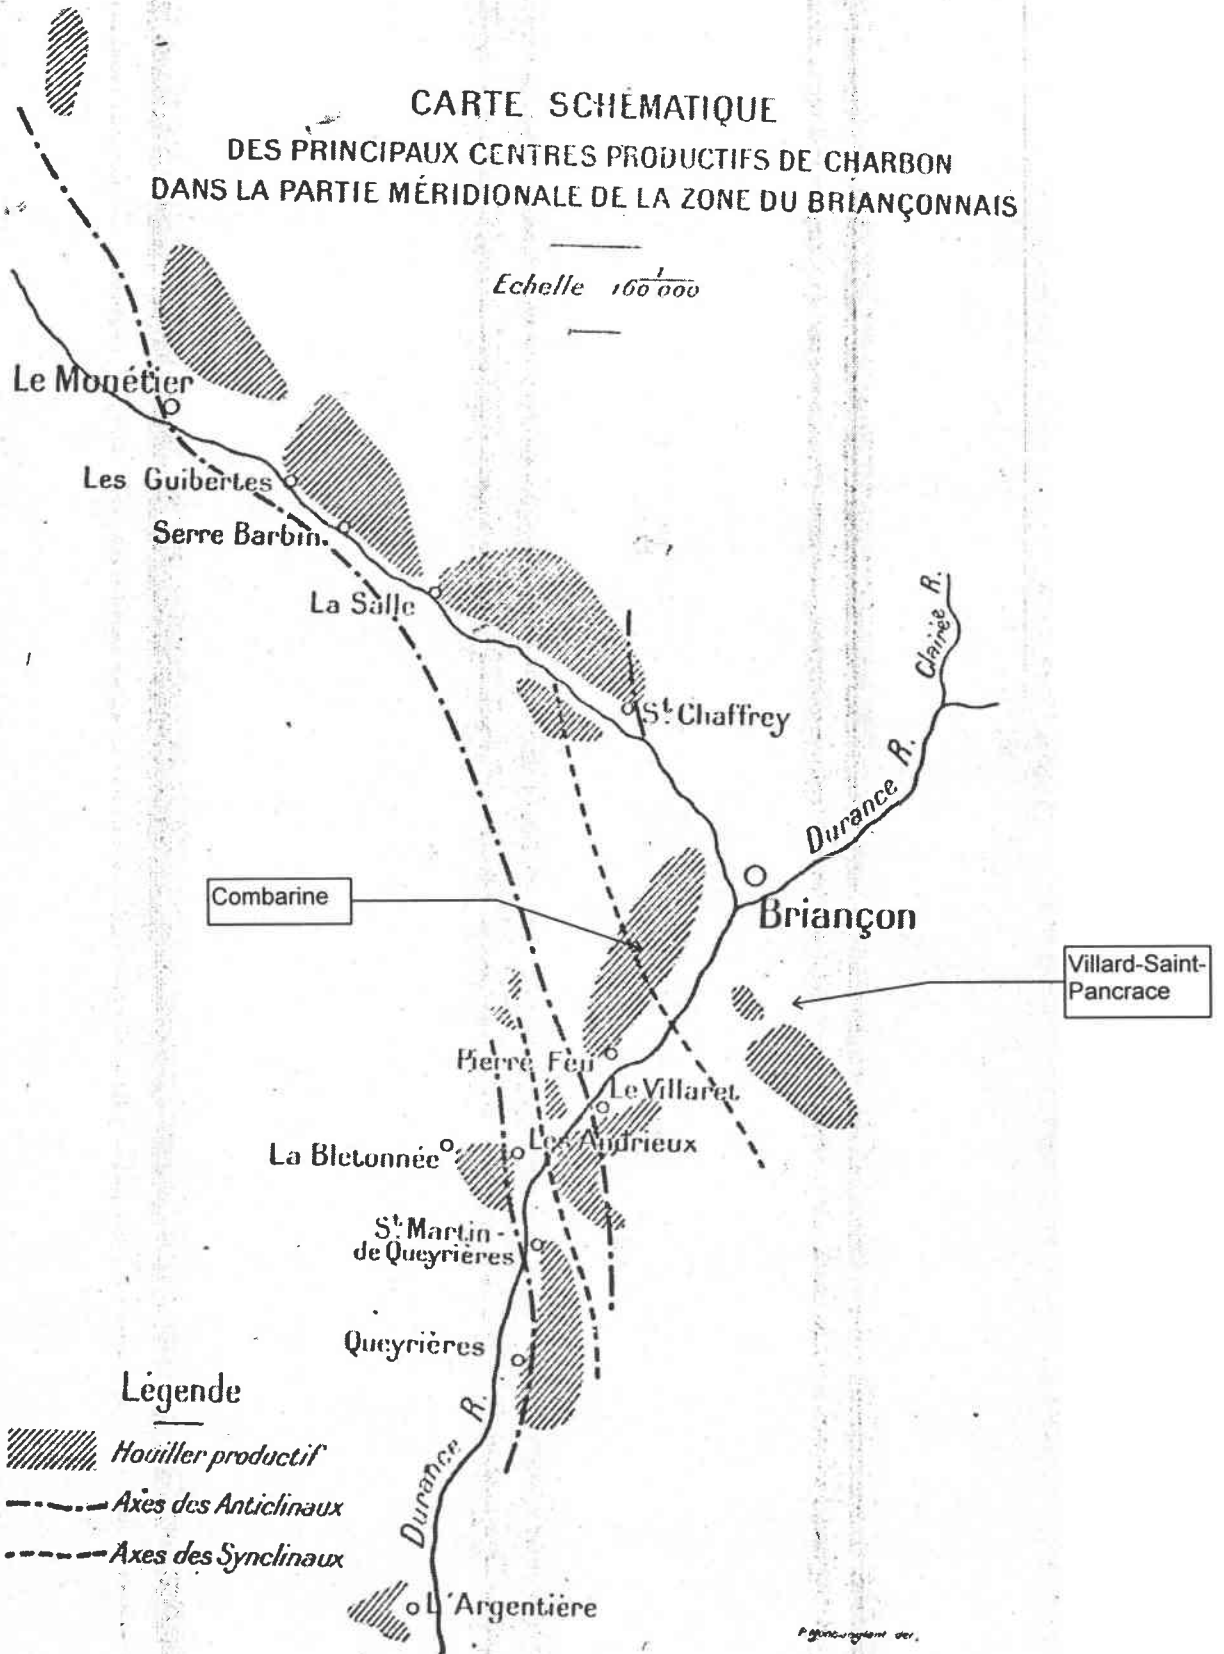 CARTE SCHÉMATIQUE
DES PRINCIPAUX CENTRES PRODUCTIFS DE CHARBON
DANS LA PARTIE MÉRIDIONALE DE LA ZONE DU BRIANÇONNAIS
Echelle 1/160 000
Le Monétier
Les Guibertes
Serre Barbin
La Salle
Clairée R.
St. Chaffrey
Durance R.
Combarine
Briançon
Villard-Saint-
Pancrace
Pierre Feu
Le Villaret
Les Andrieux
La Bletonnée
St. Martin-
de Queyrières
Queyrières
Légende
Houiller productif
Axes des Anticlinaux
Axes des Synclinaux
Durance R.
L'Argentière